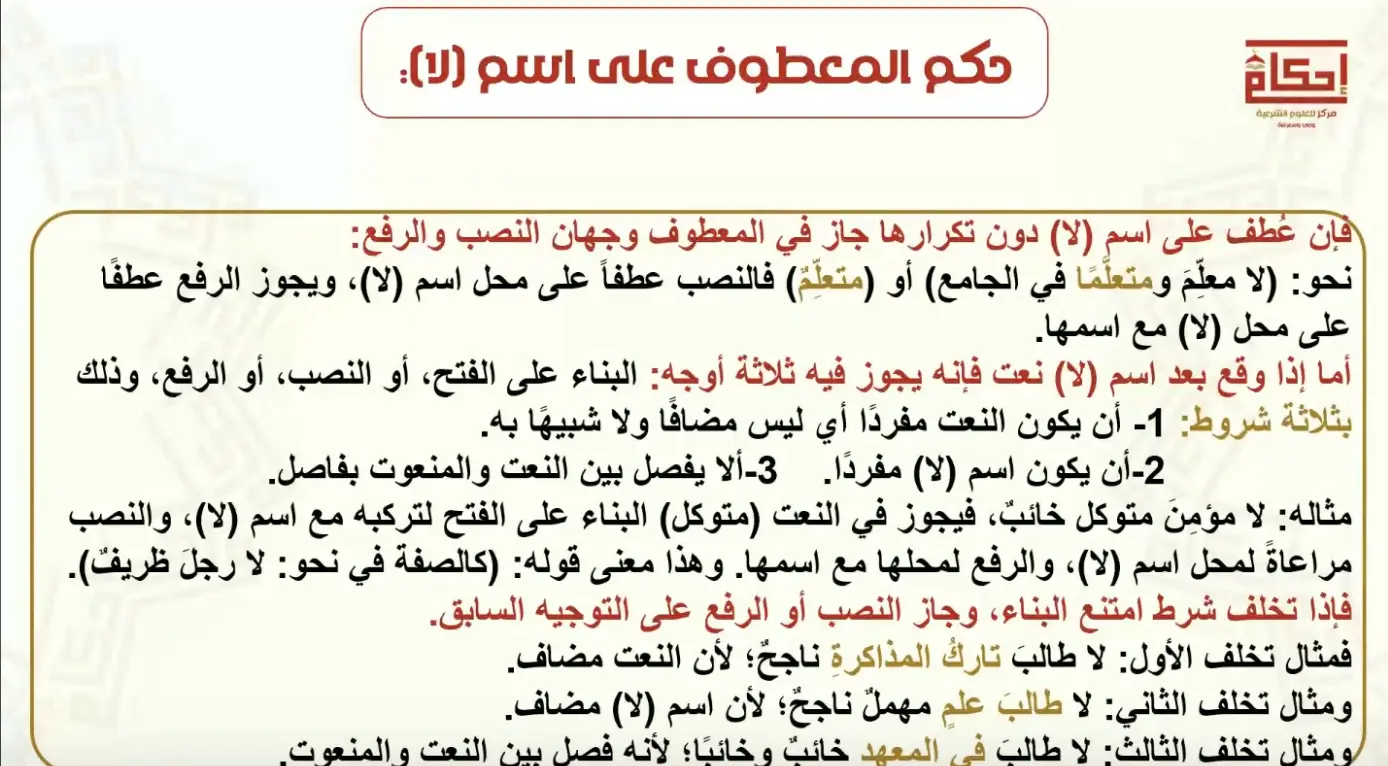 حكم المعطوف على اسم (لا):
إحكام
مركز للعلوم الشرعية
وعي ومعرفة
فإن عُطف على اسم (لا) دون تكرارها جاز في المعطوف وجهان النصب والرفع:
نحو: (لا معلِّمَ ومتعلِّمًا في الجامع) أو (متعلِّمٌ) فالنصب عطفاً على محل اسم (لا)، ويجوز الرفع عطفًا
على محل (لا) مع اسمها.
أما إذا وقع بعد اسم (لا) نعت فإنه يجوز فيه ثلاثة أوجه: البناء على الفتح، أو النصب، أو الرفع، وذلك
بثلاثة شروط: 1- أن يكون النعت مفردًا أي ليس مضافًا ولا شبيهًا به.
2-أن يكون اسم (لا) مفردًا. 3-ألا يفصل بين النعت والمنعوت بفاصل.
مثاله: لا مؤمِنَ متوكل خائبٌ، فيجوز في النعت (متوكل) البناء على الفتح لتركبه مع اسم (لا)، والنصب
مراعاةً لمحل اسم (لا)، والرفع لمحلها مع اسمها. وهذا معنى قوله: (كالصفة في نحو: لا رجلَ ظريفٌ).
فإذا تخلف شرط امتنع البناء، وجاز النصب أو الرفع على التوجيه السابق.
فمثال تخلف الأول: لا طالبَ تاركُ المذاكرةِ ناجحٌ؛ لأن النعت مضاف.
ومثال تخلف الثاني: لا طالبَ علمٍ مهملٌ ناجحٌ؛ لأن اسم (لا) مضاف.
ومثال تخلف الثالث: لا طالبَ في المعهد خائبٌ وخائبًا؛ لأنه فصل بين النعت والمنعوت.